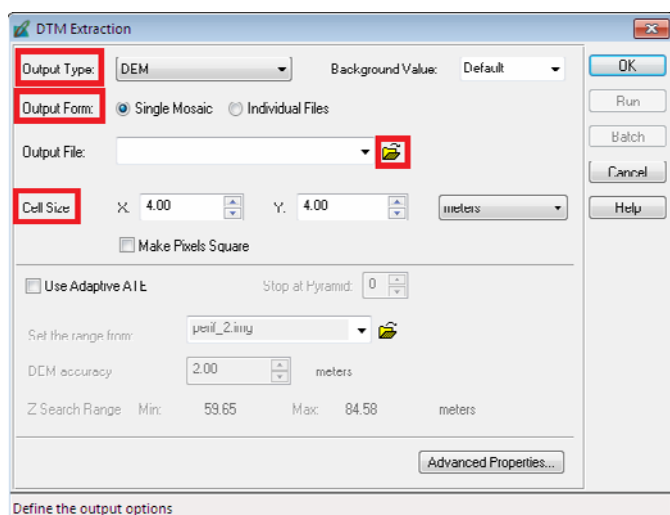 DTM Extraction
Output Type: DEM Background Value: Default OK
Output Form: Single Mosaic Individual Files Run
Batch
Output File:
Cancel
Cell Size X: 4.00 Y: 4.00 meters Help
Make Pixels Square
Use Adaptive ATE Stop at Pyramid: 0
Set the range from: perif_2.img
DEM accuracy 2.00 meters
Z Search Range Min: 59.65 Max: 84.58 meters
Advanced Properties...
Define the output options